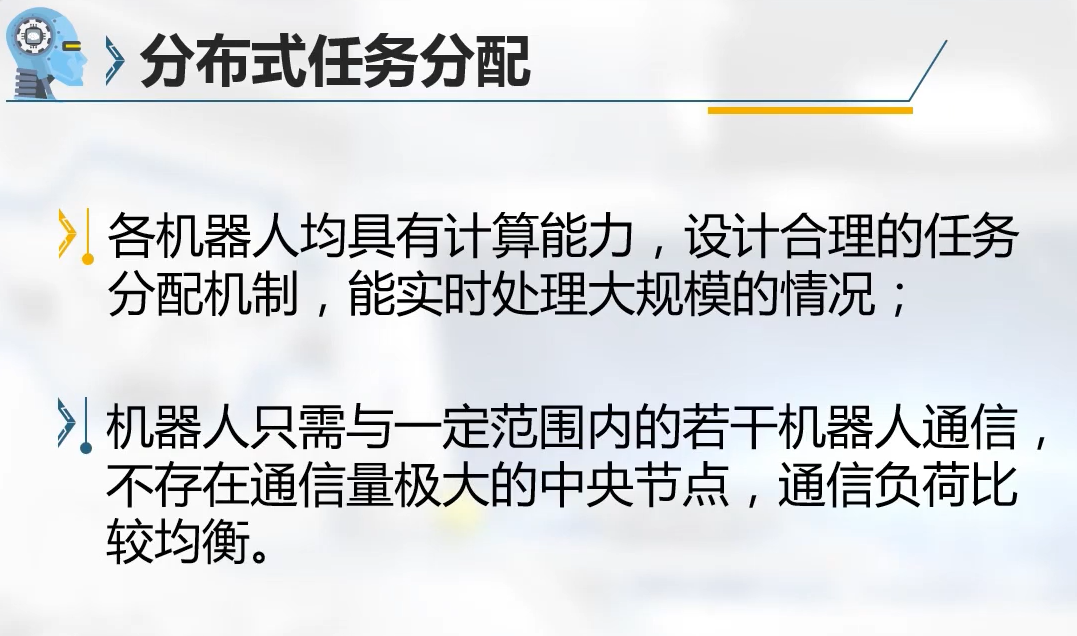 分布式任务分配
各机器人均具有计算能力，设计合理的任务
分配机制，能实时处理大规模的情况；
机器人只需与一定范围内的若干机器人通信，
不存在通信量极大的中央节点，通信负荷比
较均衡。